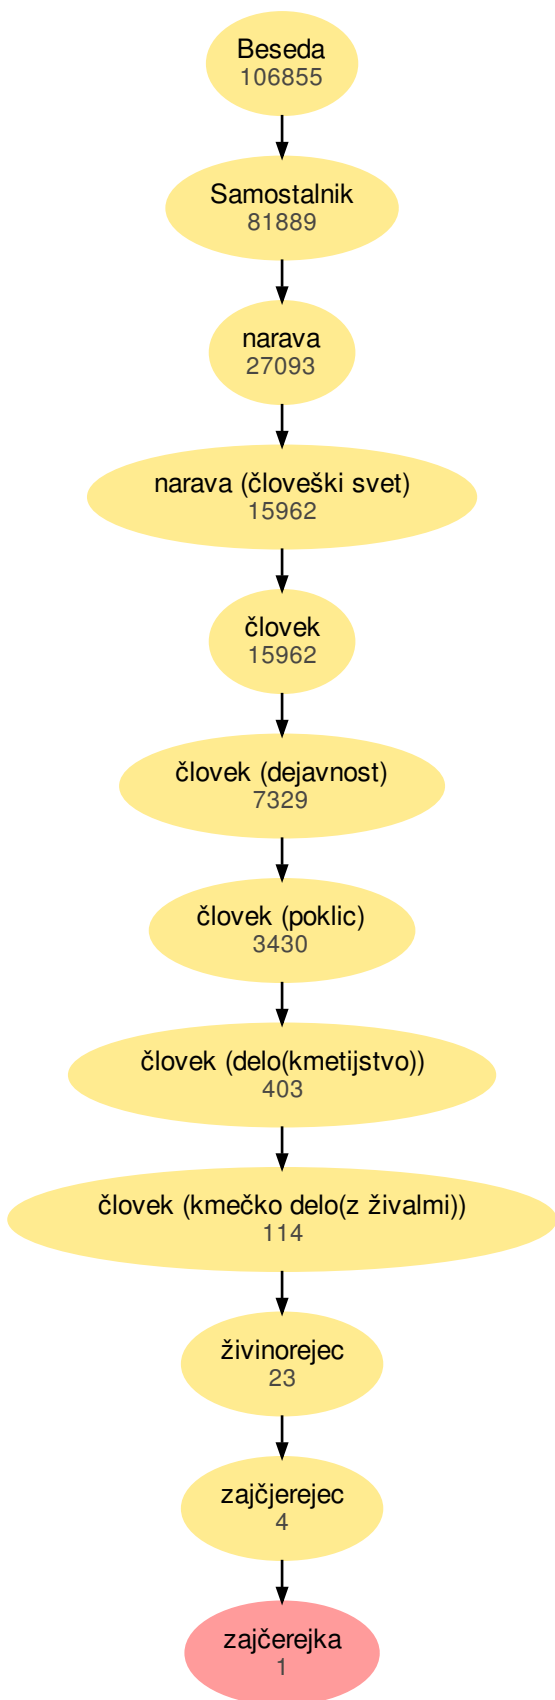 Beseda
106855
Samostalnik
81889
narava
27093
narava (človeški svet)
15962
človek
15962
človek (dejavnost)
7329
človek (poklic)
3430
človek (delo(kmetijstvo))
403
človek (kmečko delo(z živalmi))
114
živinorejec
23
zajčjerejec
4
zajčerejka
1